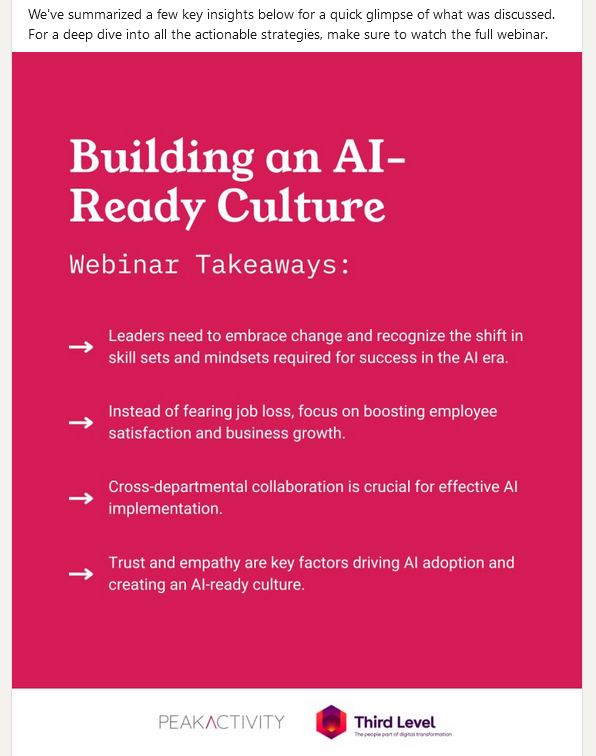 We've summarized a few key insights below for a quick glimpse of what was discussed.
For a deep dive into all the actionable strategies, make sure to watch the full webinar.
Building an AI-
Ready Culture
Webinar Takeaways:
Leaders need to embrace change and recognize the shift in
skill sets and mindsets required for success in the AI era.
Instead of fearing job loss, focus on boosting employee
satisfaction and business growth.
Cross-departmental collaboration is crucial for effective AI
implementation.
Trust and empathy are key factors driving AI adoption and
creating an AI-ready culture.
PEAKACTIVITY
Third Level
The people part of digital transformation